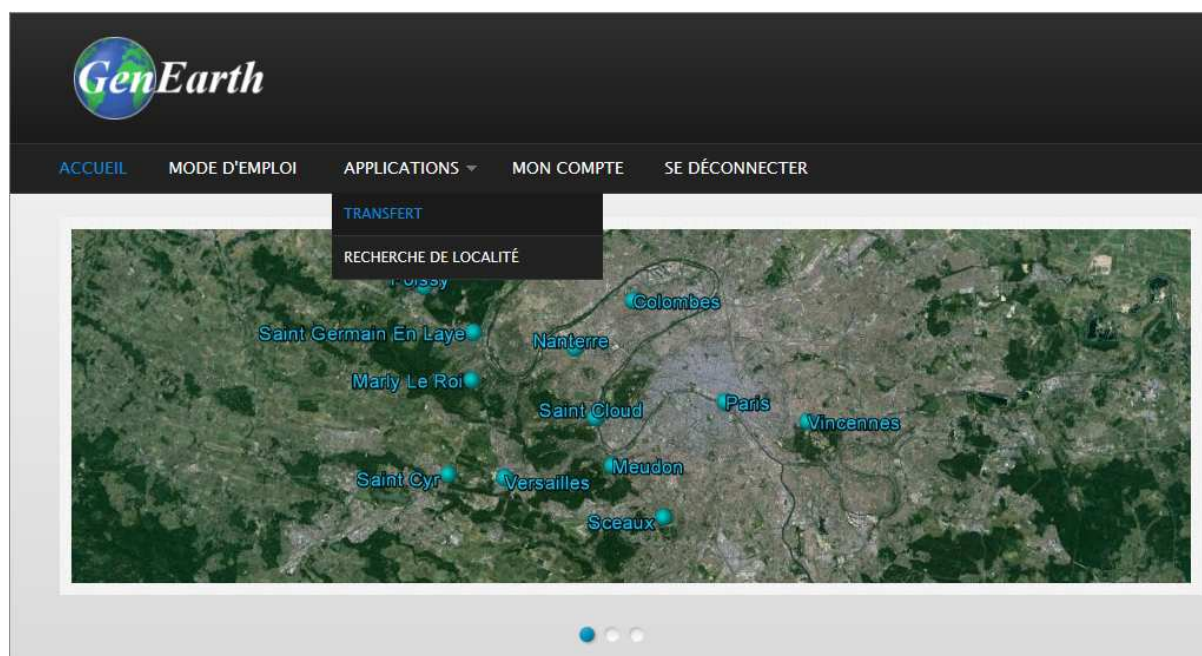 GenEarth
ACCUEIL MODE D'EMPLOI APPLICATIONS MON COMPTE SE DÉCONNECTER
TRANSFERT
RECHERCHE DE LOCALITÉ
Poissy
Colombes
Saint Germain En Laye
Nanterre
Marly Le Roi
Saint Cloud
Paris
Vincennes
Saint Cyr
Versailles
Meudon
Sceaux